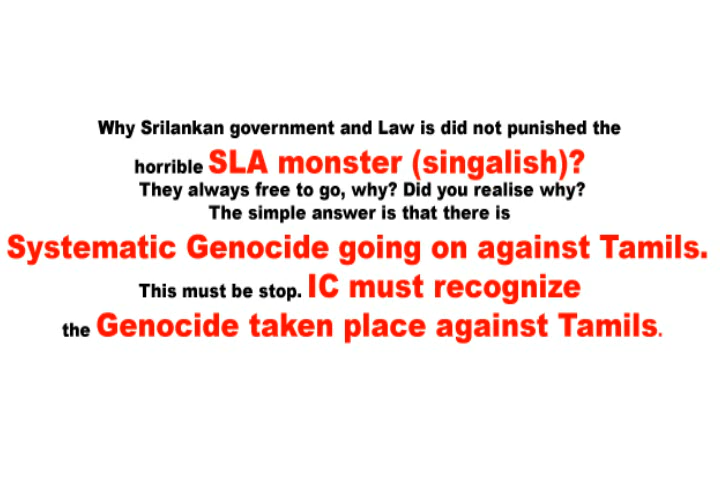 Why Srilankan government and Law is did not punished the
horrible SLA monster (singalish)?
They always free to go, why? Did you realise why?
The simple answer is that there is
Systematic Genocide going on against Tamils.
This must be stop. IC must recognize
the Genocide taken place against Tamils.